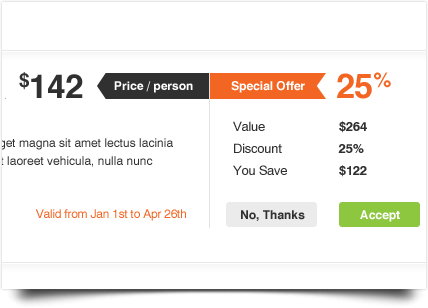 $142 Price / person Special Offer 25%
Value $264
Discount 25%
You Save $122
get magna sit amet lectus lacinia
t laoreet vehicula, nulla nunc
Valid from Jan 1st to Apr 26th
No, Thanks Accept